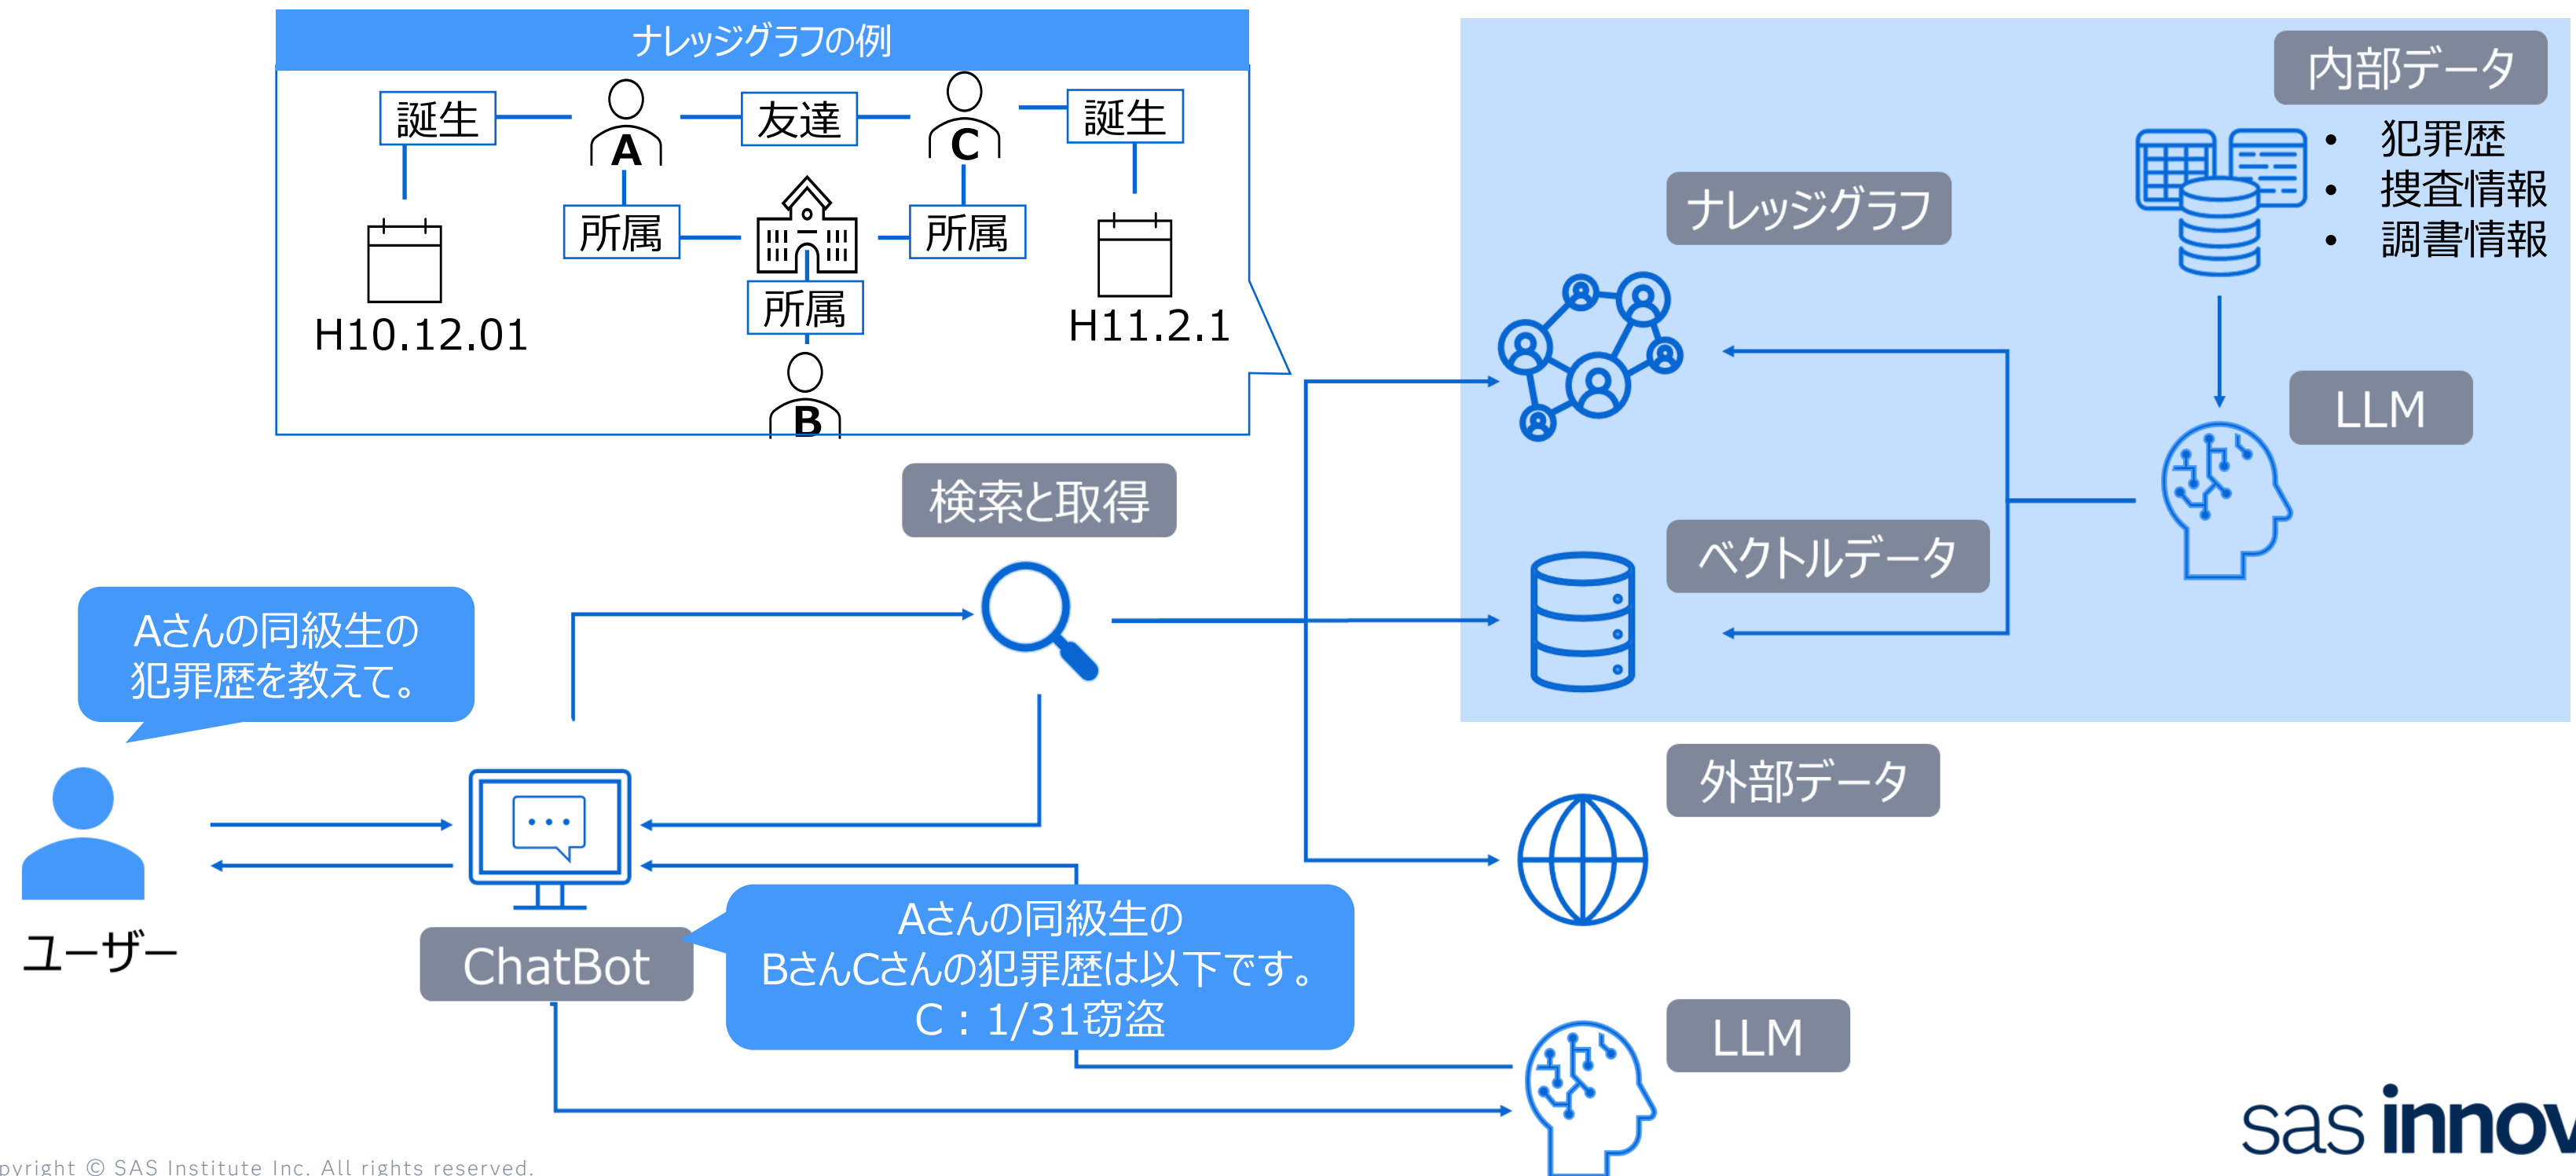 ナレッジグラフの例
誕生
A
友達
C
誕生
所属
所属
H10.12.01
所属
H11.2.1
B
内部データ
• 犯罪歴
• 捜査情報
• 調書情報
ナレッジグラフ
LLM
検索と取得
ベクトルデータ
Aさんの同級生の
犯罪歴を教えて。
外部データ
ユーザー
ChatBot
Aさんの同級生の
BさんCさんの犯罪歴は以下です。
C：1/31窃盗
LLM
sas innov
pyright © SAS Institute Inc. All rights reserved.